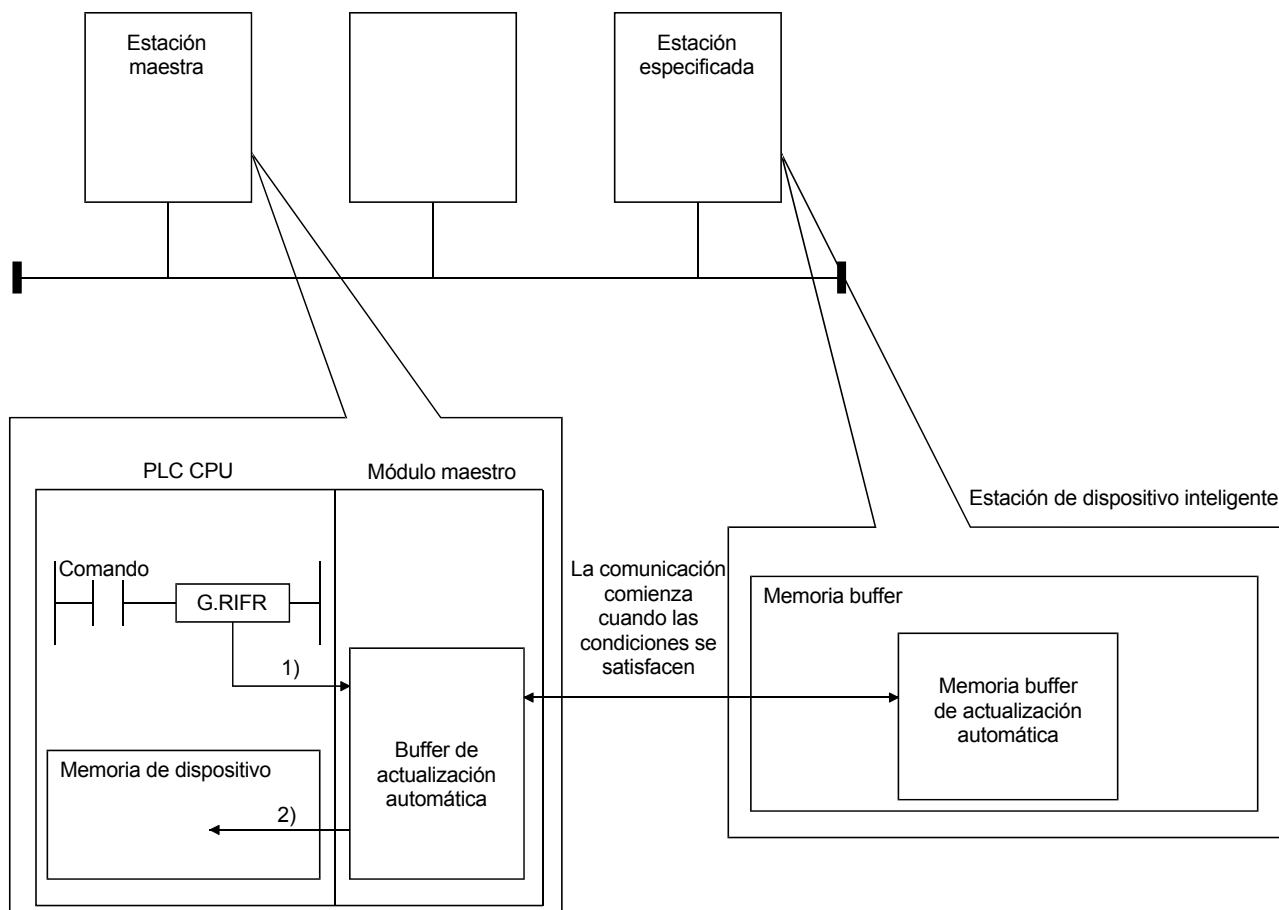 Estación
maestra
Estación
especificada
PLC CPU
Módulo maestro
Estación de dispositivo inteligente
Comando
G.RIFR
1)
La comunicación
comienza
cuando las
condiciones se
satisfacen
Memoria buffer
Memoria buffer
de actualización
automática
Memoria de dispositivo
2)
Buffer de
actualización
automática